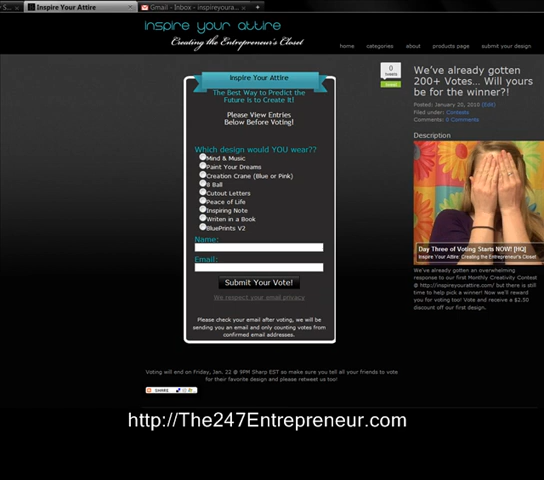 Inspire Your Attire
Gmail - Inbox - inspireyoura...
inspire your attire
Creating the Entrepreneur's Closet
home categories about products page submit your design
Inspire Your Attire
The Best Way to Predict the
Future is to Create it!
Please View Entries
Below Before Voting!
Which design would YOU wear??
Mind & Music
Paint Your Dreams
Creation Crane (Blue or Pink)
8 Ball
Cutout Letters
Peace of Life
Inspiring Note
Writen in a Book
BluePrints V2
Name:
Email:
Submit Your Vote!
We respect your email privacy
Please check your email after voting, we will be
sending you an email and only counting votes from
confirmed email addresses.
0
tweets
tweet
We've already gotten
200+ Votes... Will yours
be for the winner?!
Posted: January 20, 2010 (Edit)
Filed under: Contests
Comments: 0 Comments
Description
Day Three of Voting Starts NOW! [HQ]
Inspire Your Attire: Creating the Entrepreneur's Closet
We've already gotten an overwhelming
response to our first Monthly Creativity Contest
@ http://inspireyourattire.com/ but there is still
time to help pick a winner! Now we'll reward you
for voting too! Vote and receive a $2.50
discount off our first design.
Voting will end on Friday, Jan. 22 @ 9PM Sharp EST so make sure you tell all your friends to vote
for their favorite design and please retweet us too!
SHARE
http://The247Entrepreneur.com